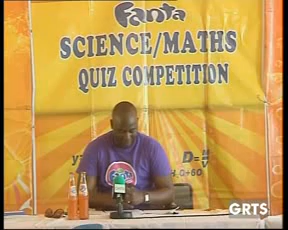 Fanta
SCIENCE/MATHS
QUIZ COMPETITION
y=
D=M/V
GRTS